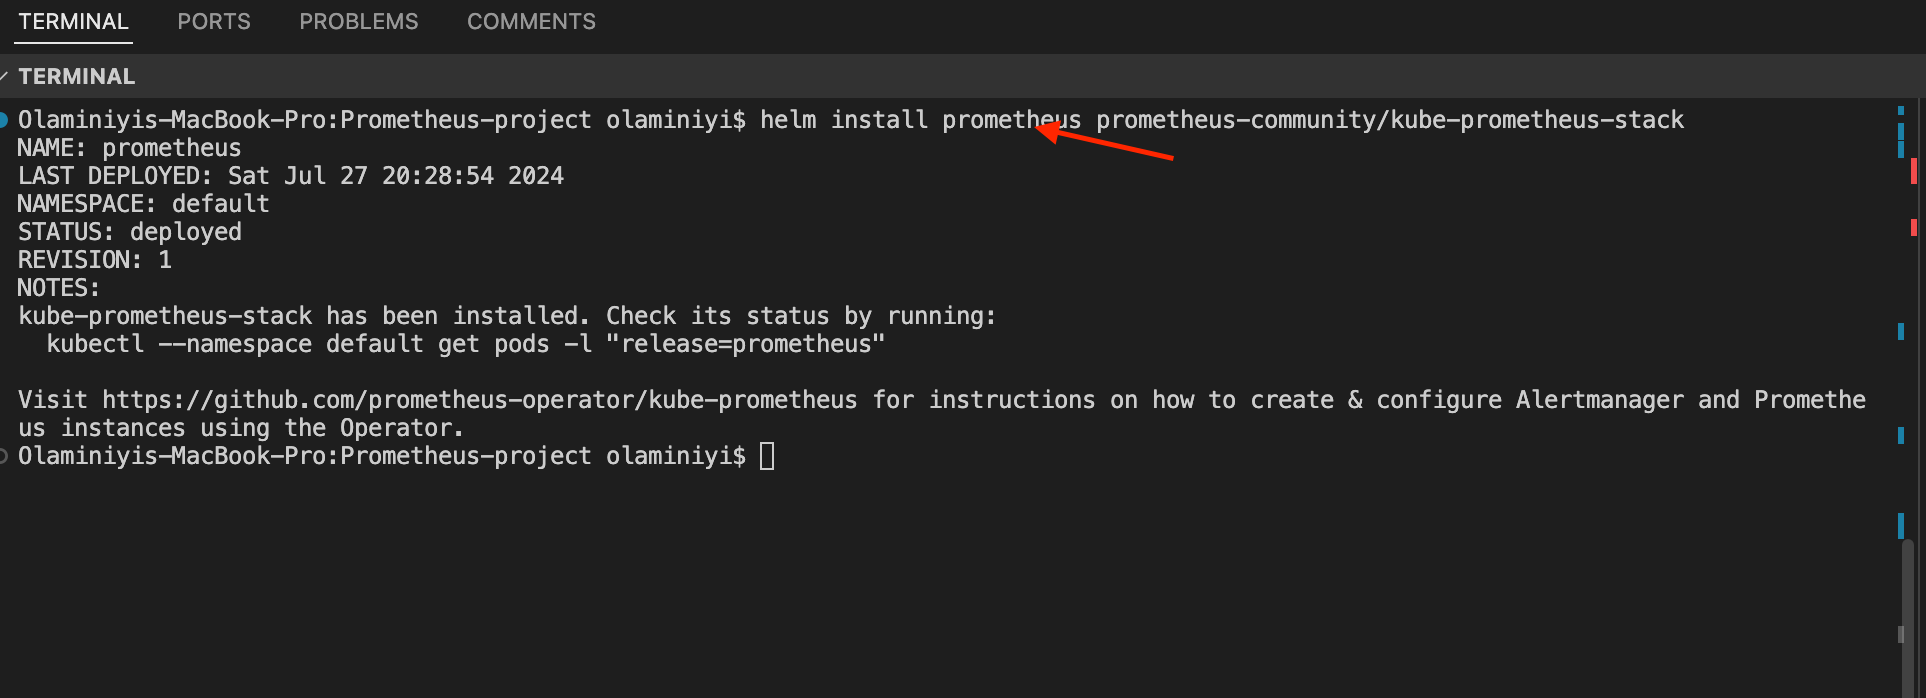 TERMINAL PORTS PROBLEMS COMMENTS
TERMINAL
Olaminiyis-MacBook-Pro:Prometheus-project olaminiyi$ helm install prometheus prometheus-community/kube-prometheus-stack
NAME: prometheus
LAST DEPLOYED: Sat Jul 27 20:28:54 2024
NAMESPACE: default
STATUS: deployed
REVISION: 1
NOTES:
kube-prometheus-stack has been installed. Check its status by running:
  kubectl --namespace default get pods -l "release=prometheus"
Visit https://github.com/prometheus-operator/kube-prometheus for instructions on how to create & configure Alertmanager and Promethe
us instances using the Operator.
Olaminiyis-MacBook-Pro:Prometheus-project olaminiyi$